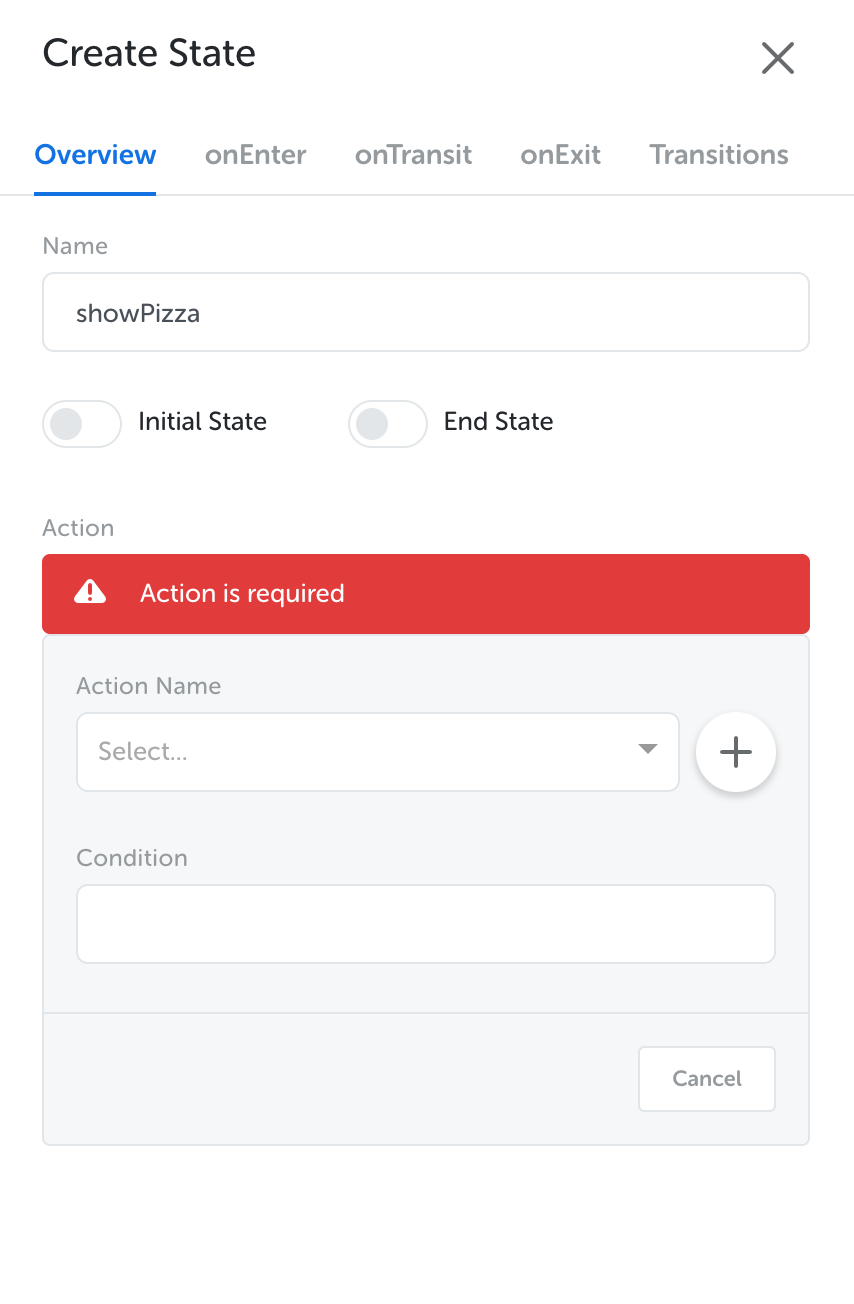 Create State
Overview onEnter onTransit onExit Transitions
Name
showPizza
Initial State End State
Action
Action is required
Action Name
Select...
Condition
Cancel